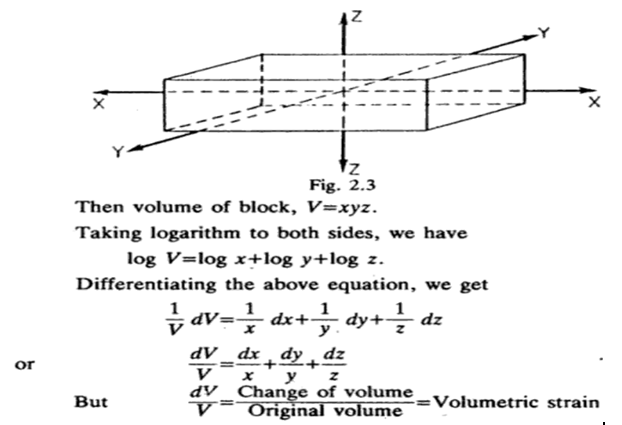 Z
Y
X
X
Y
Z
Fig. 2.3
Then volume of block, V=xyz.
Taking logarithm to both sides, we have
log V=log x+log y+log z.
Differentiating the above equation, we get
1/V dV=1/x dx+1/y dy+1/z dz
or dV/V=dx/x+dy/y+dz/z
But dV/V=Change of volume/Original volume=Volumetric strain